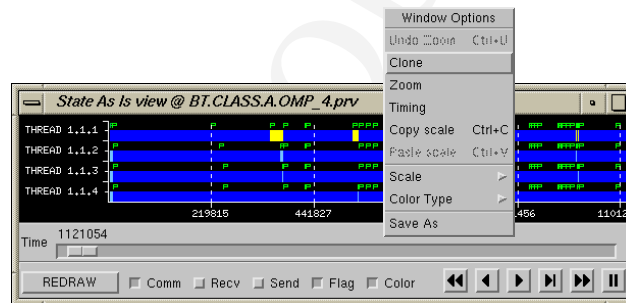 Window Options
Undo Zoom Ctrl+U
Clone
Zoom
Timing
Copy scale Ctrl+C
Paste scale Ctrl+V
Scale
Color Type
Save As
State As Is view @ BT.CLASS.A.OMP_4.prv
THREAD 1.1.1
THREAD 1.1.2
THREAD 1.1.3
THREAD 1.1.4
219815 441827 456 11012
Time 1121054
REDRAW Comm Recv Send Flag Color